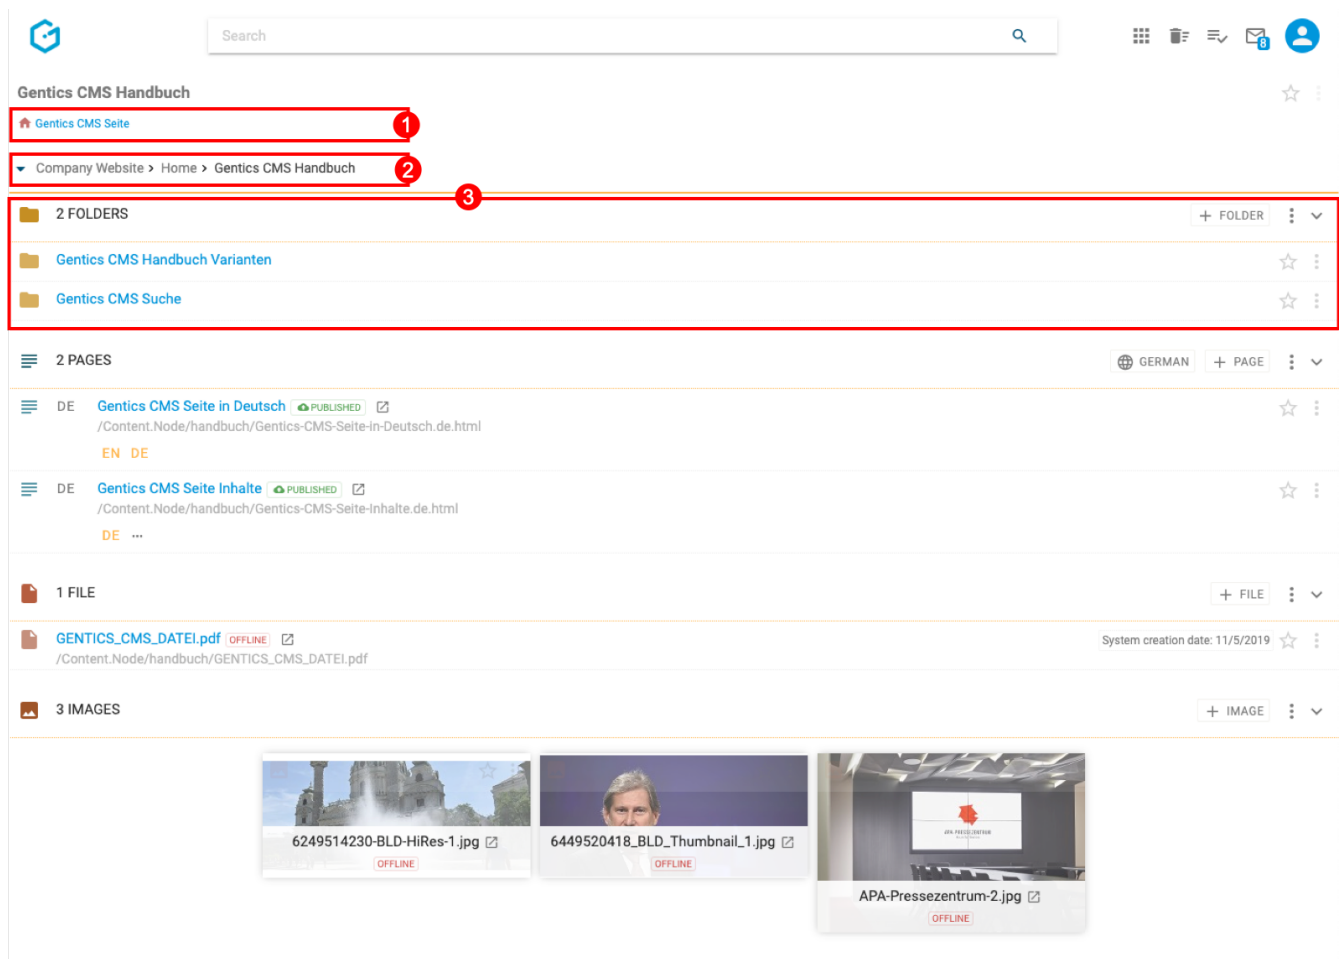 Search
8
Gentics CMS Handbuch
Gentics CMS Seite
1
Company Website > Home > Gentics CMS Handbuch
2
3
2 FOLDERS
+ FOLDER
Gentics CMS Handbuch Varianten
Gentics CMS Suche
2 PAGES
GERMAN + PAGE
DE Gentics CMS Seite in Deutsch PUBLISHED
/Content.Node/handbuch/Gentics-CMS-Seite-in-Deutsch.de.html
EN DE
DE Gentics CMS Seite Inhalte PUBLISHED
/Content.Node/handbuch/Gentics-CMS-Seite-Inhalte.de.html
DE ...
1 FILE
+ FILE
GENTICS_CMS_DATEI.pdf OFFLINE
System creation date: 11/5/2019
/Content.Node/handbuch/GENTICS_CMS_DATEI.pdf
3 IMAGES
+ IMAGE
6249514230-BLD-HiRes-1.jpg
OFFLINE
6449520418_BLD_Thumbnail_1.jpg
OFFLINE
APA-PRESSEZENTRUM
APA-Pressezentrum-2.jpg
OFFLINE